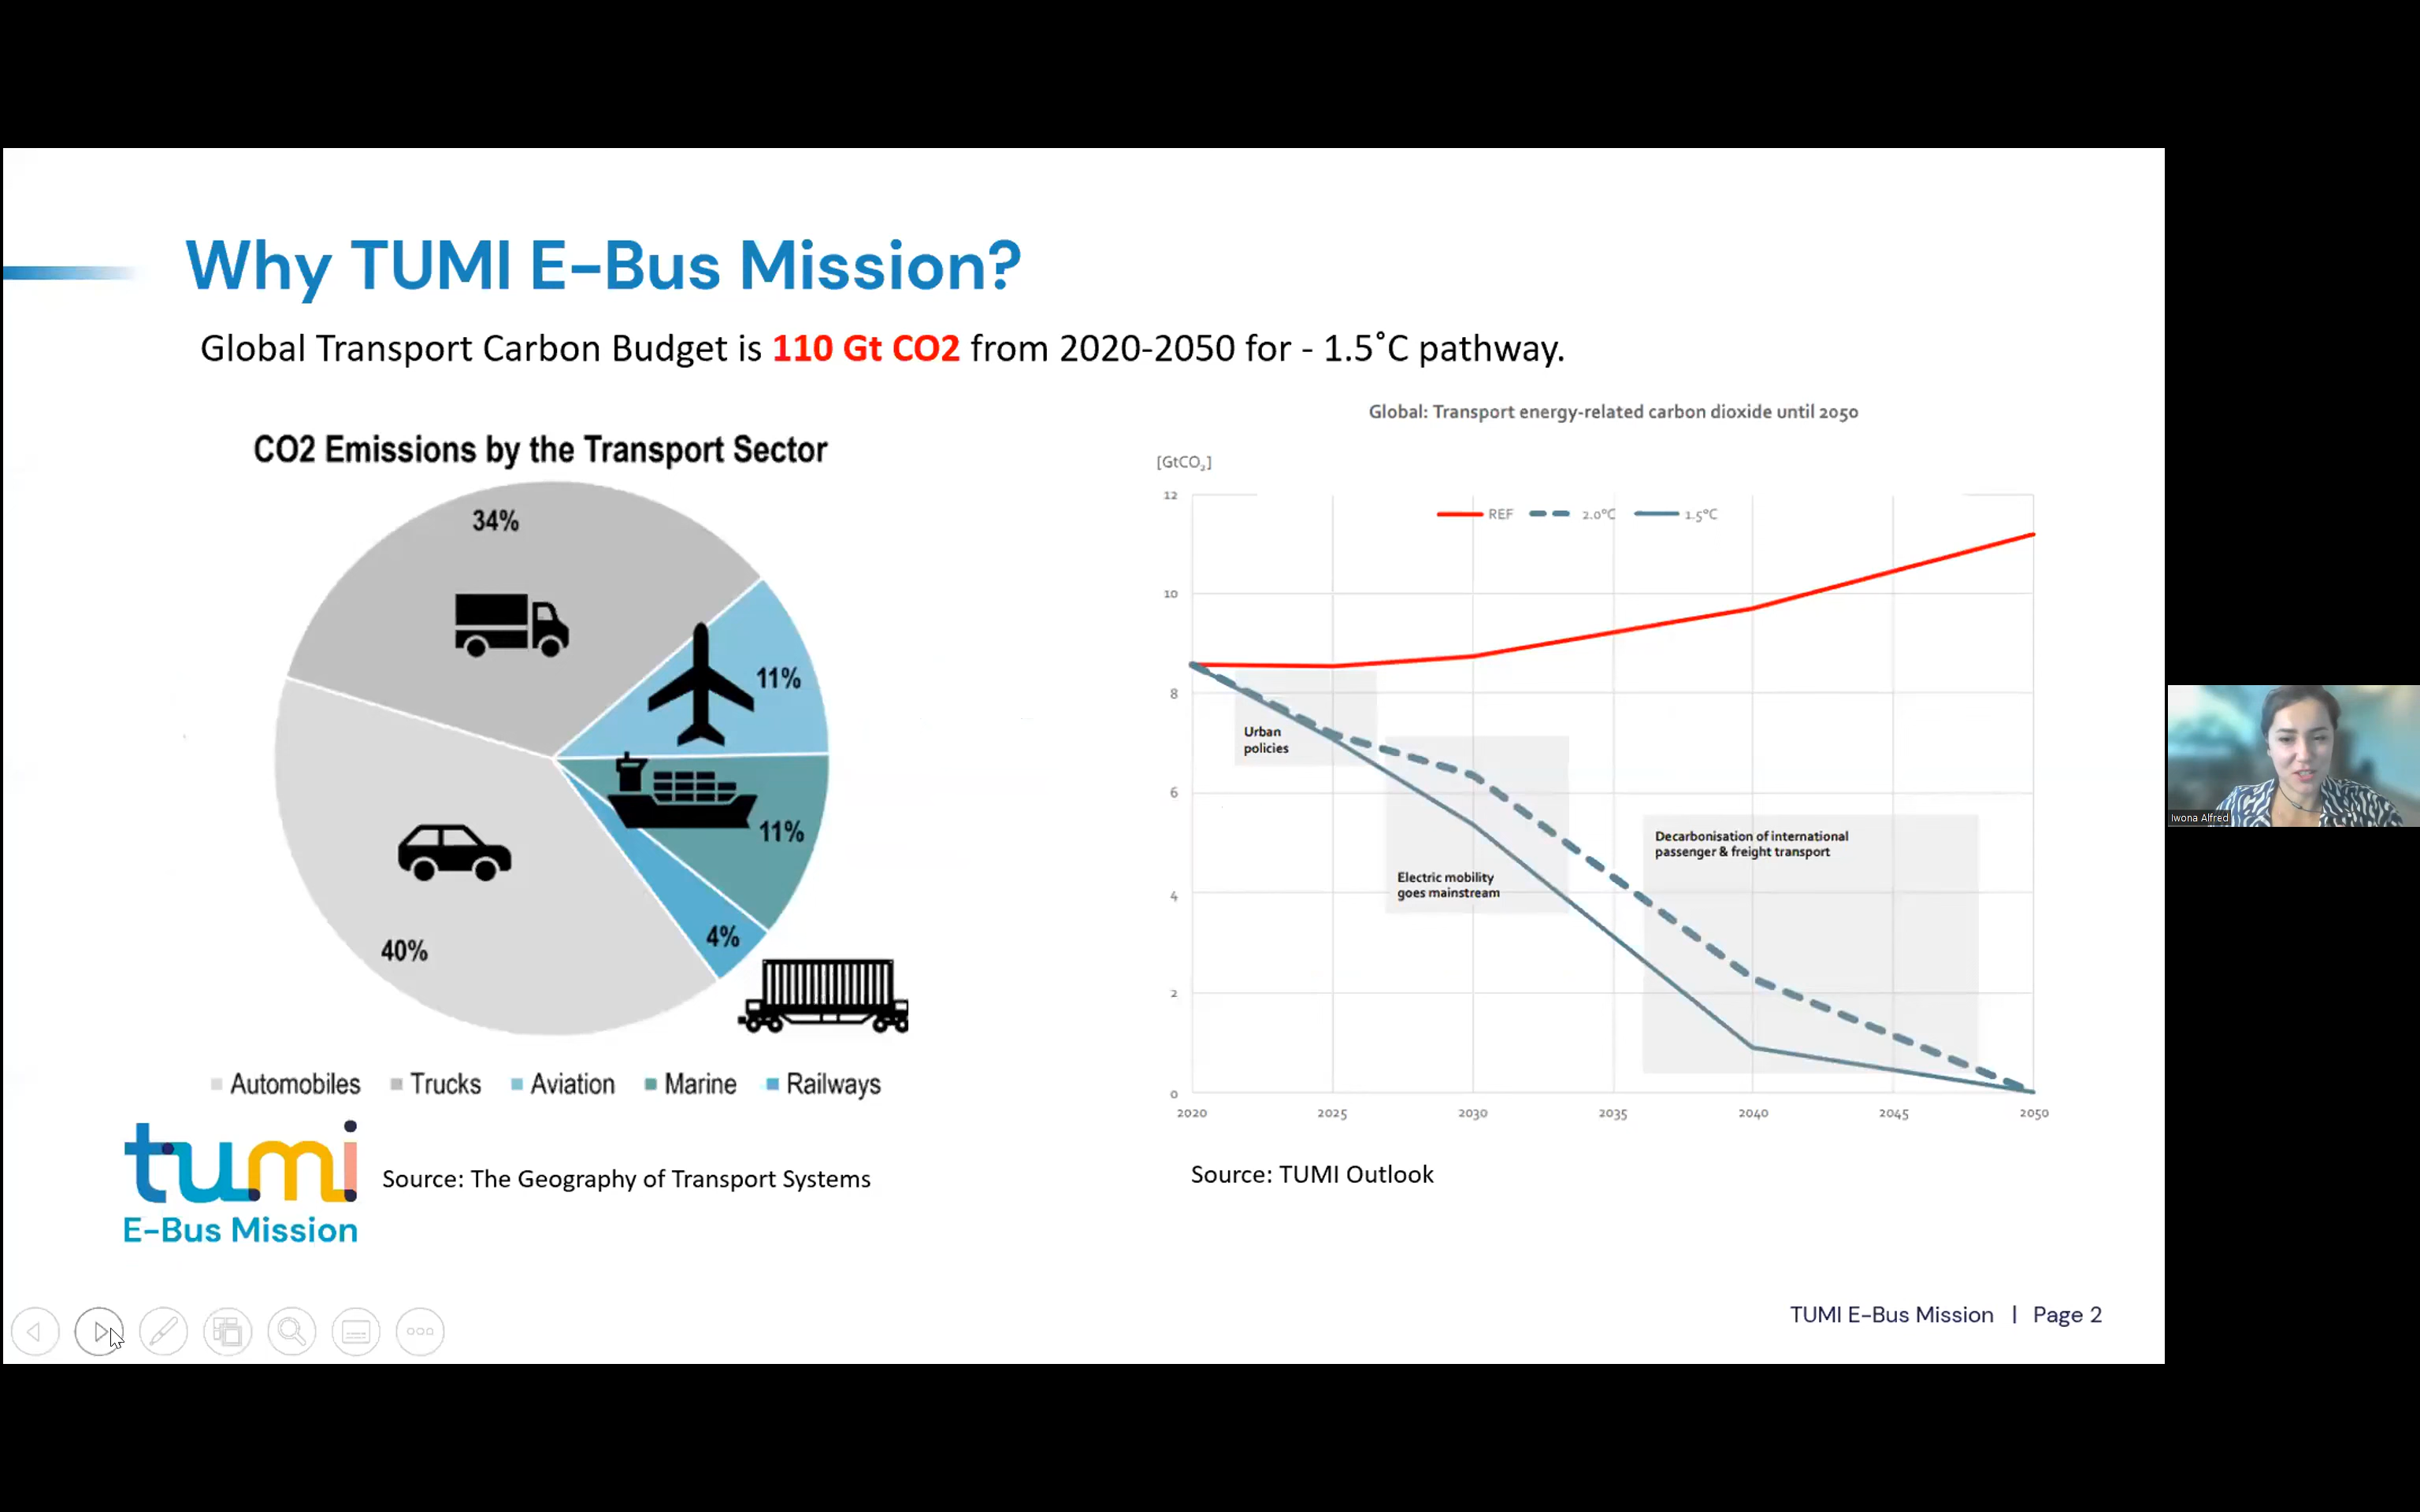 Why TUMI E-Bus Mission?
Global Transport Carbon Budget is 110 Gt CO2 from 2020-2050 for - 1.5˚C pathway.
CO2 Emissions by the Transport Sector
34%
11%
11%
4%
40%
Automobiles Trucks Aviation Marine Railways
Source: The Geography of Transport Systems
Global: Transport energy-related carbon dioxide until 2050
[GtCO₂]
REF 2.0°C 1.5°C
12
10
8
6
4
2
0
Urban
policies
Electric mobility
goes mainstream
Decarbonisation of international
passenger & freight transport
2020 2025 2030 2035 2040 2045 2050
Source: TUMI Outlook
tumi
E-Bus Mission
TUMI E-Bus Mission | Page 2
Iwona Alfred